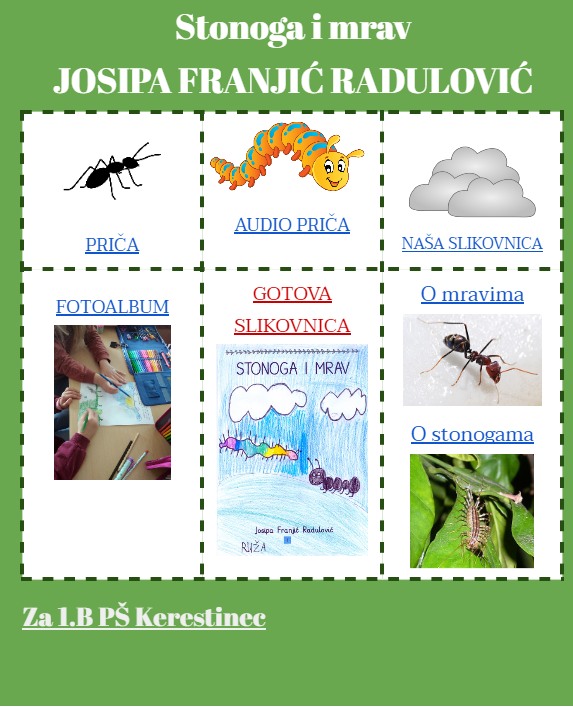 Stonoga i mrav
JOSIPA FRANJIĆ RADULOVIĆ
PRIČA
AUDIO PRIČA
NAŠA SLIKOVNICA
FOTOALBUM
GOTOVA
SLIKOVNICA
STONOGA I MRAV
Josipa Franjić Radulović
RUŽA
O mravima
O stonogama
Za 1.B PŠ Kerestinec